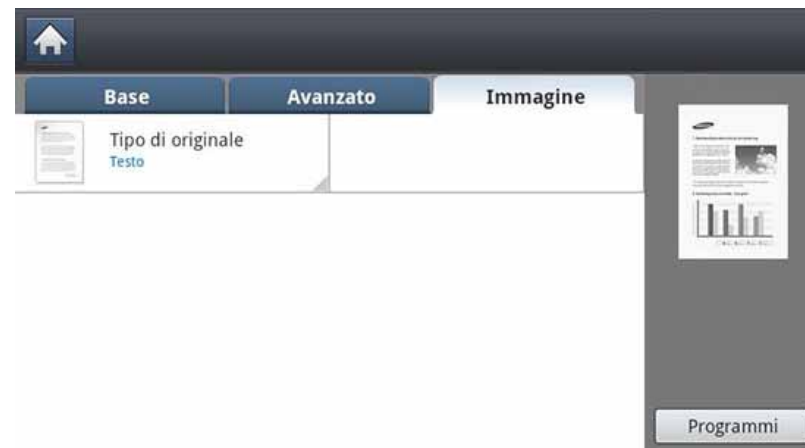 Base
Avanzato
Immagine
Tipo di originale
Testo
Programmi